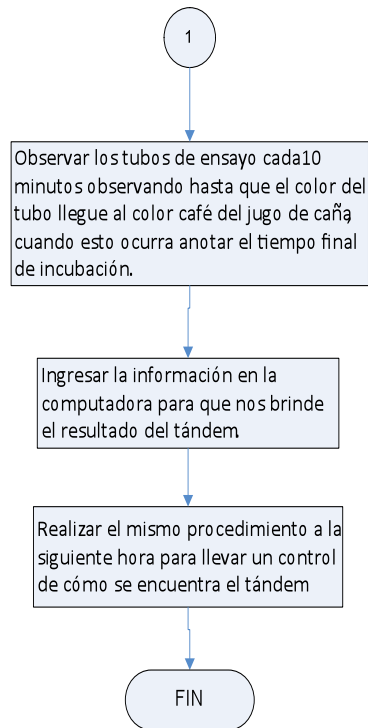 1
Observar los tubos de ensayo cada10
minutos observando hasta que el color del
tubo llegue al color café del jugo de caña,
cuando esto ocurra anotar el tiempo final
de incubación.
Ingresar la información en la
computadora para que nos brinde
el resultado del tándem.
Realizar el mismo procedimiento a la
siguiente hora para llevar un control
de cómo se encuentra el tándem
FIN